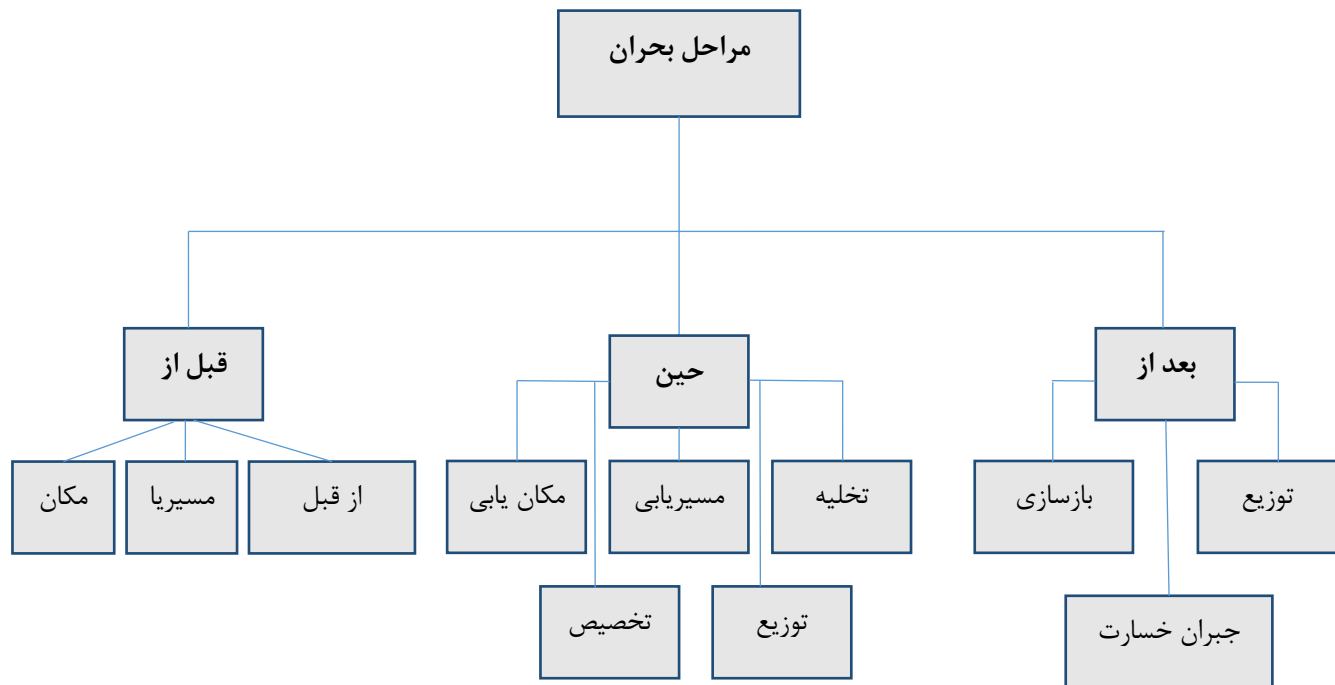 مراحل بحران
بعد از
حین
قبل از
توزیع
بازسازی
تخلیه
مسیریابی
مکان یابی
از قبل
مسیریا
مکان
جبران خسارت
توزیع
تخصیص